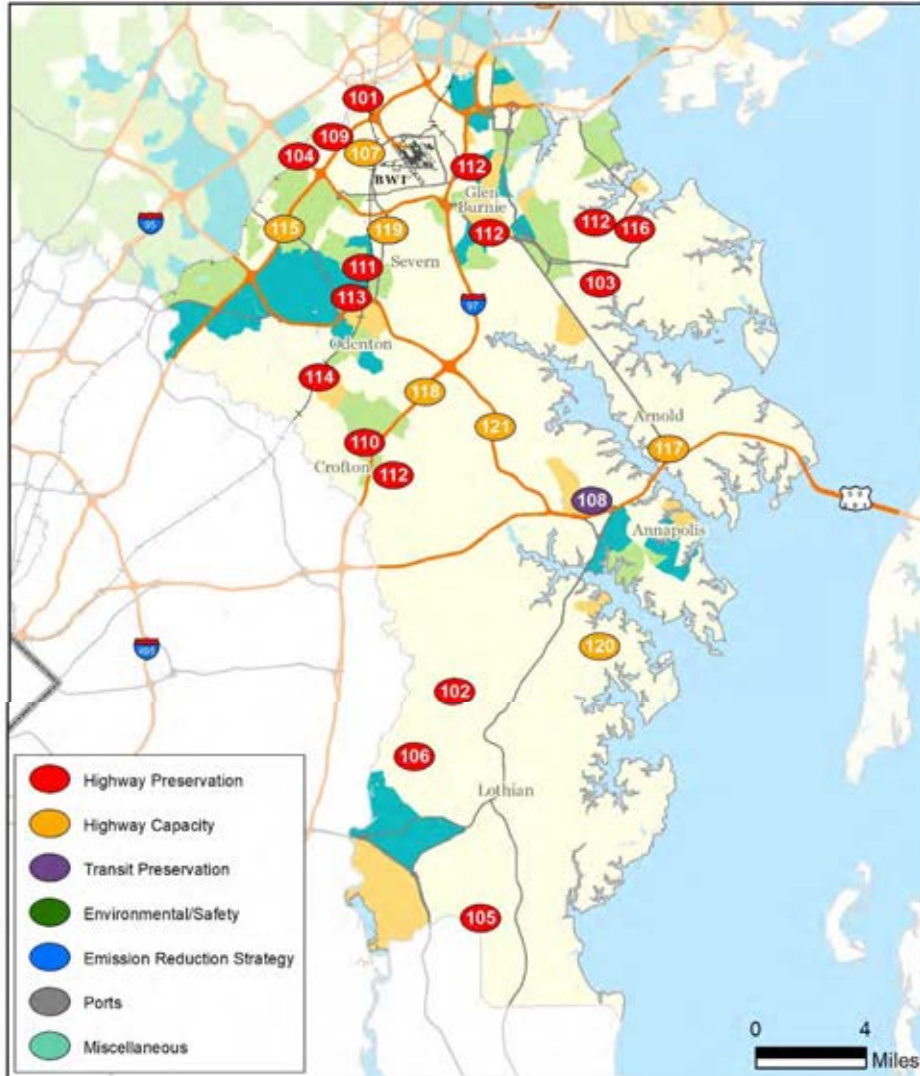 101
109
104
107
BWI
112
Glen
Burnie
95
115
119
112
112
116
Severn
111
103
113
97
Odenton
114
118
Arnold
121
117
110
Crofton
112
108
Annapolis
495
120
102
106
Lothian
105
Highway Preservation
Highway Capacity
Transit Preservation
Environmental/Safety
Emission Reduction Strategy
Ports
Miscellaneous
0 4
Miles